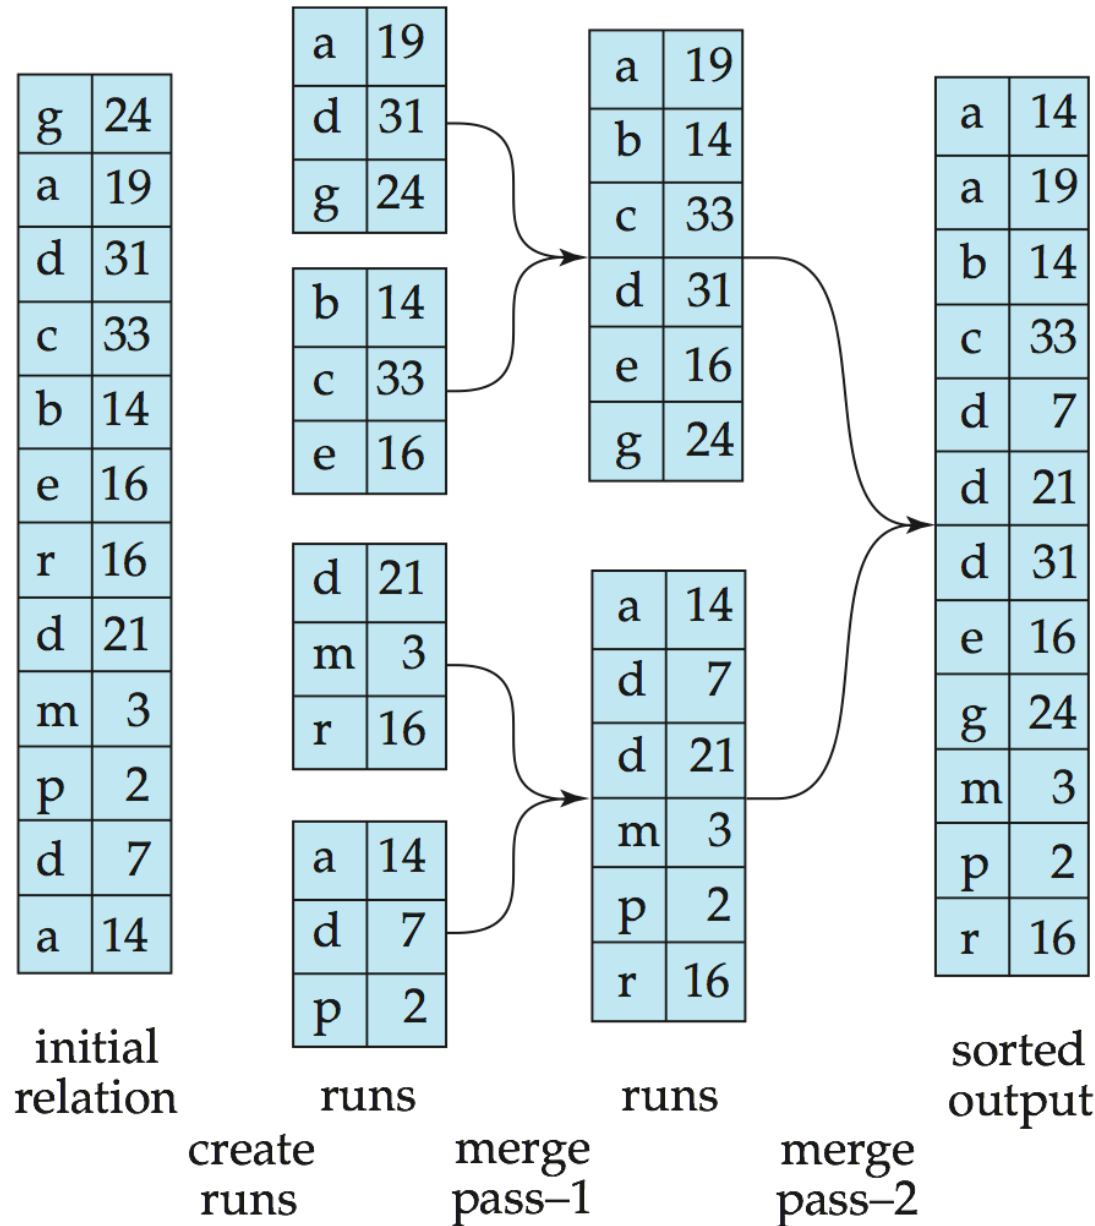 g 24
a 19
d 31
c 33
b 14
e 16
r 16
d 21
m 3
p 2
d 7
a 14
initial
relation
create
runs
a 19
d 31
g 24
b 14
c 33
e 16
d 21
m 3
r 16
a 14
d 7
p 2
runs
merge
pass–1
a 19
b 14
c 33
d 31
e 16
g 24
a 14
d 7
d 21
m 3
p 2
r 16
runs
merge
pass–2
a 14
a 19
b 14
c 33
d 7
d 21
d 31
e 16
g 24
m 3
p 2
r 16
sorted
output